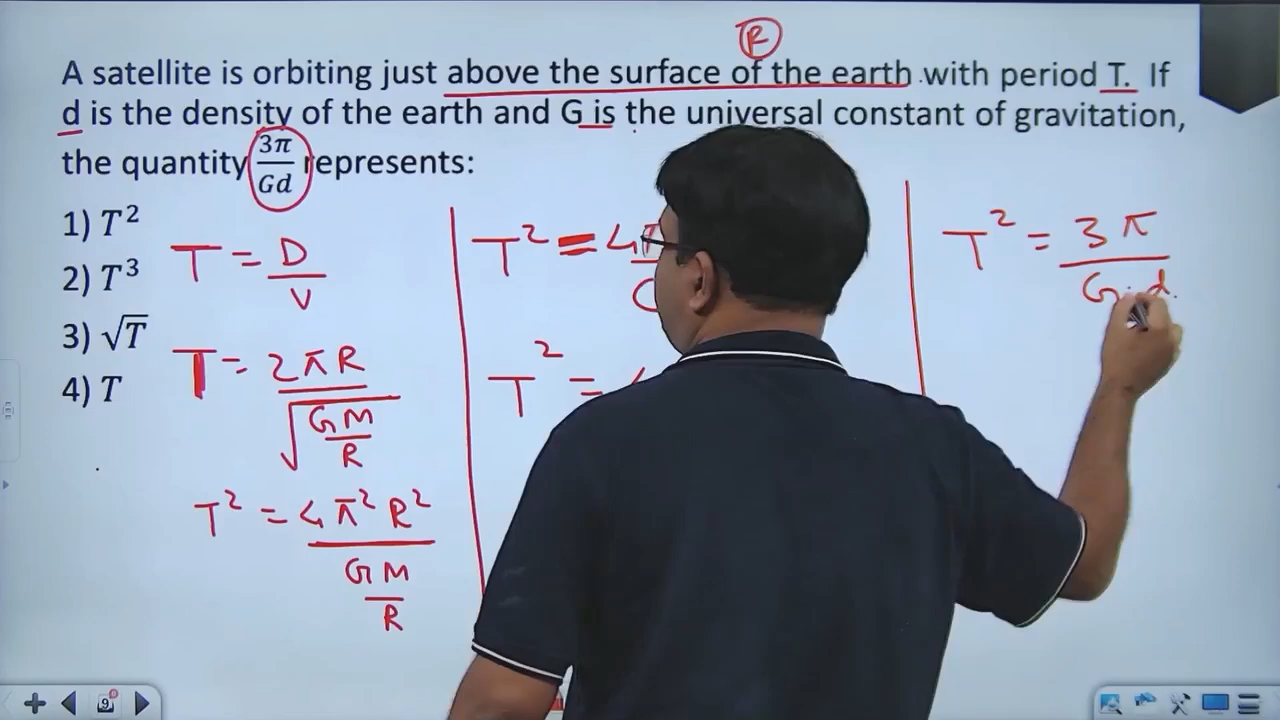 R
A satellite is orbiting just above the surface of the earth with period T. If
d is the density of the earth and G is the universal constant of gravitation,
the quantity 3π/Gd represents:
1) T²
2) T³
3) √T
4) T
T = D/V
T = 2πR/√(GM/R)
T² = 4π²R²/(GM/R)
T² = 4
T² =
T² = 3π/G.d.
9